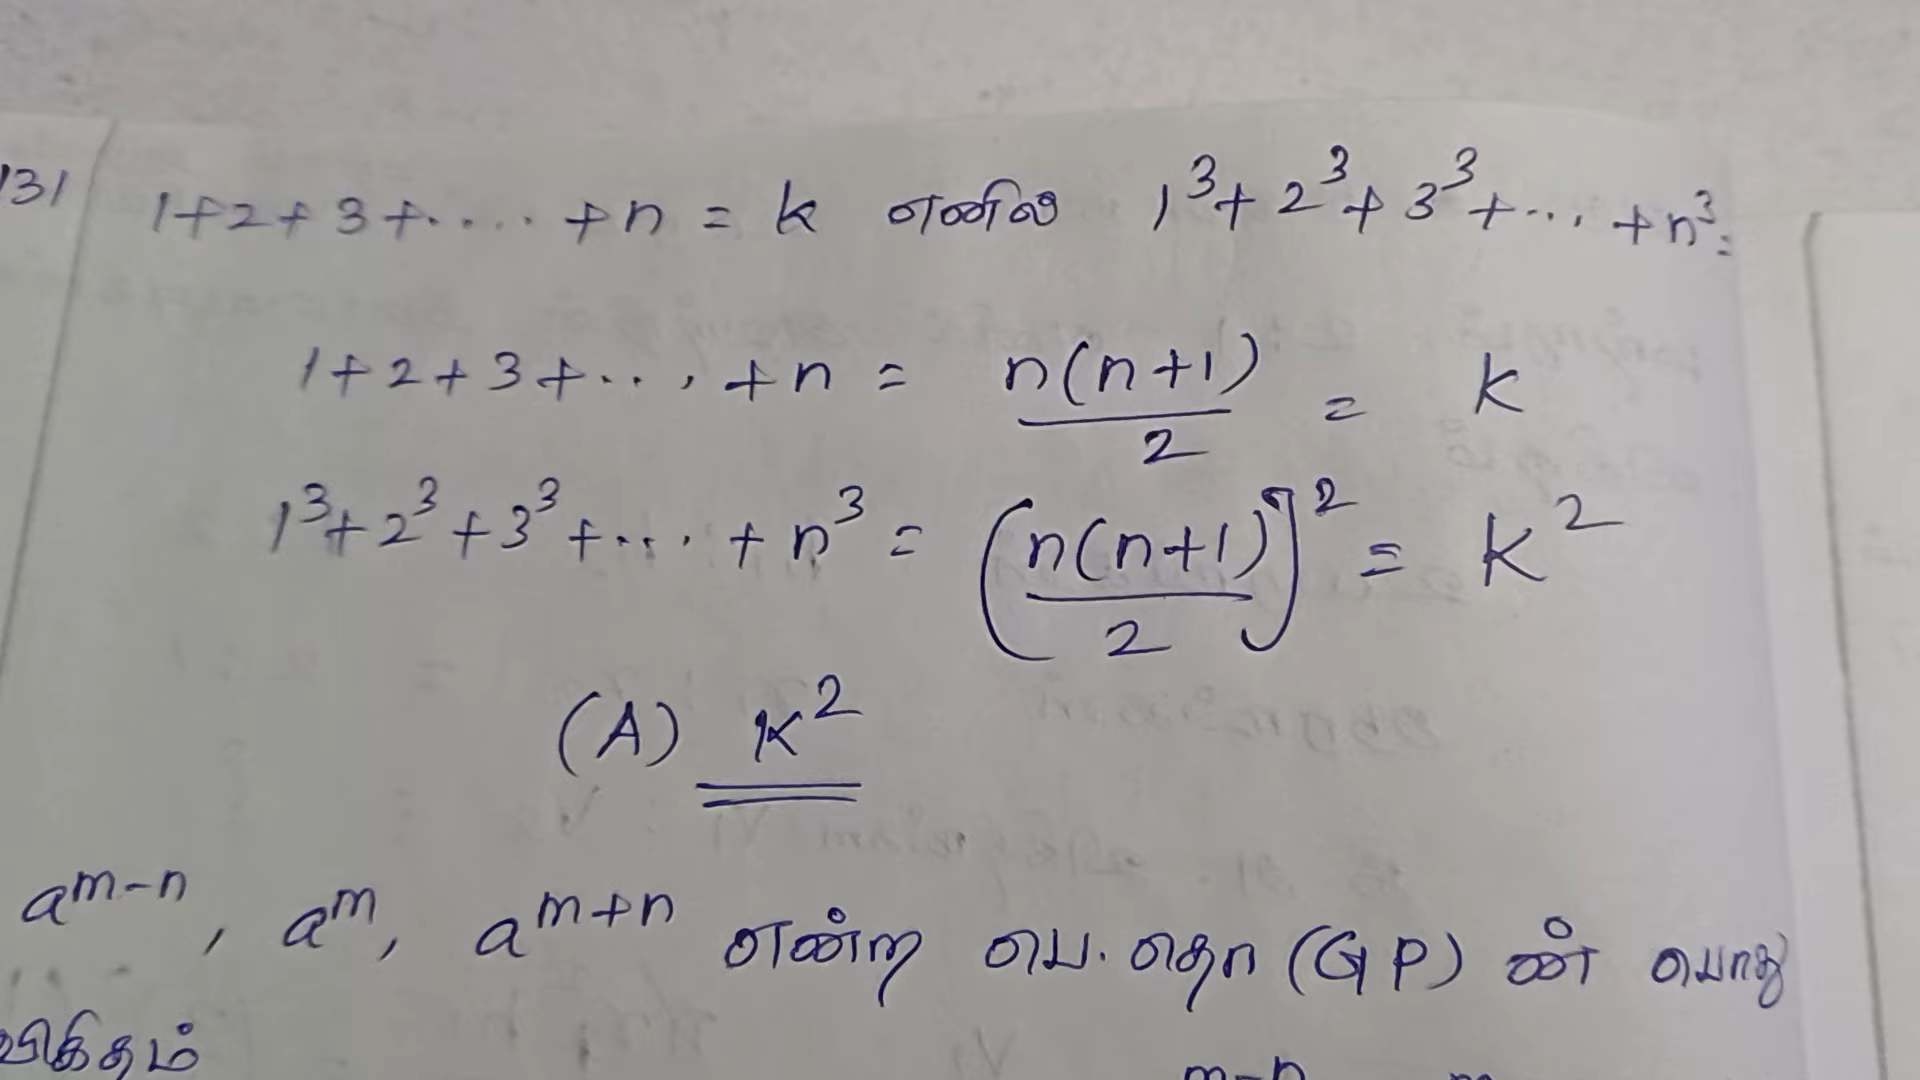 131 1+2+3+.... +n = k எனில் 1³+2³+3³+... +n³=
1+2+3+... +n = n(n+1)/2 = k
1³+2³+3³+... +n³ = (n(n+1)/2)² = k²
(A) k²
a^{m-n}, a^m, a^{m+n} என்ற பெ.தொ (GP) ன் பொது
விகிதம்
m-n m